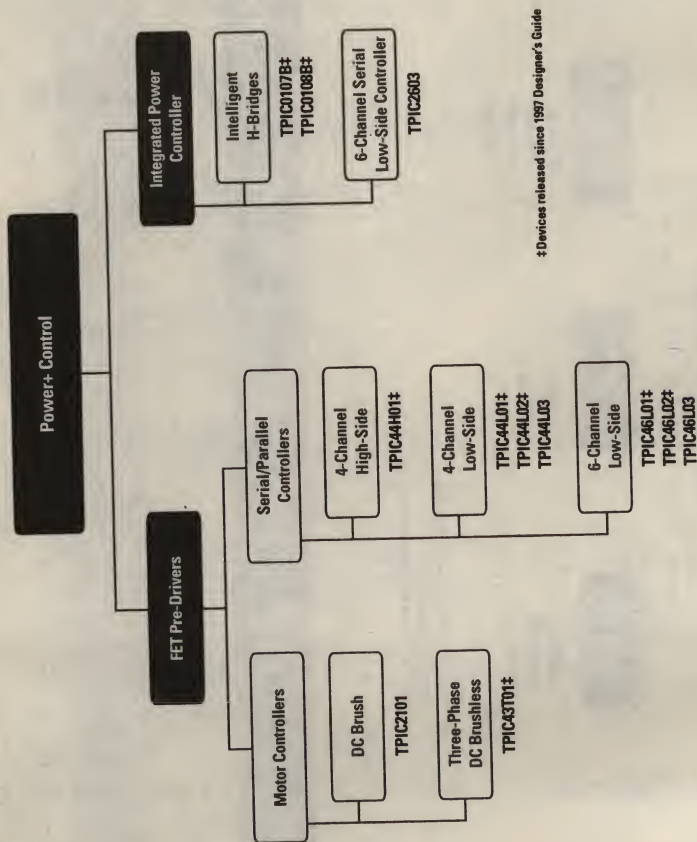 Power+ Control
FET Pre-Drivers
Motor Controllers
DC Brush
TPIC2101
Three-Phase
DC Brushless
TPIC43T01‡
Serial/Parallel
Controllers
4-Channel
High-Side
TPIC44H01‡
4-Channel
Low-Side
TPIC44L01‡
TPIC44L02‡
TPIC44L03
6-Channel
Low-Side
TPIC46L01‡
TPIC46L02‡
TPIC46L03
Integrated Power
Controller
Intelligent
H-Bridges
TPIC0107B‡
TPIC0108B‡
6-Channel Serial
Low-Side Controller
TPIC2603
‡Devices released since 1997 Designer's Guide